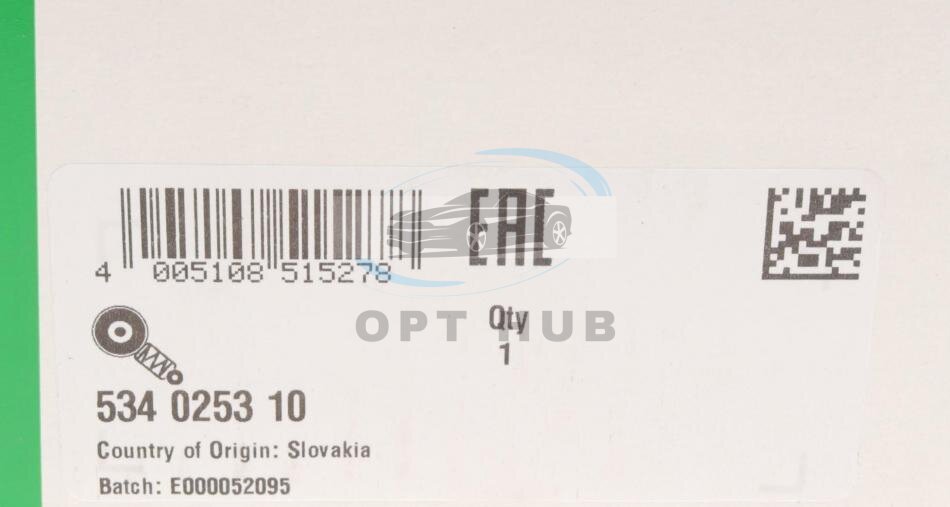 4 005108 515278
EAC
OPT HUB
Qty
1
534 0253 10
Country of Origin: Slovakia
Batch: E000052095